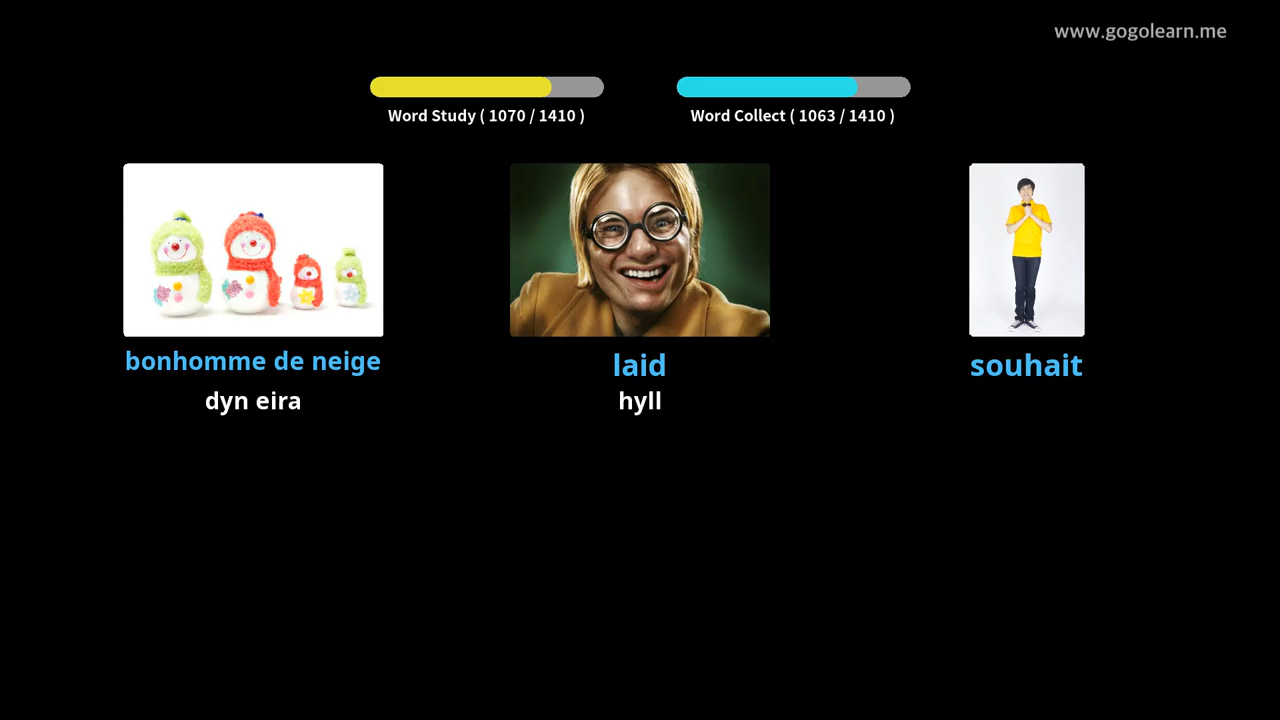 www.gogolearn.me
Word Study ( 1070 / 1410 )
Word Collect ( 1063 / 1410 )
bonhomme de neige
dyn eira
laid
hyll
souhait